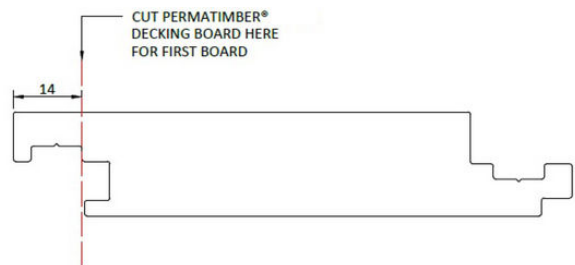 CUT PERMATIMBER®
DECKING BOARD HERE
FOR FIRST BOARD
14